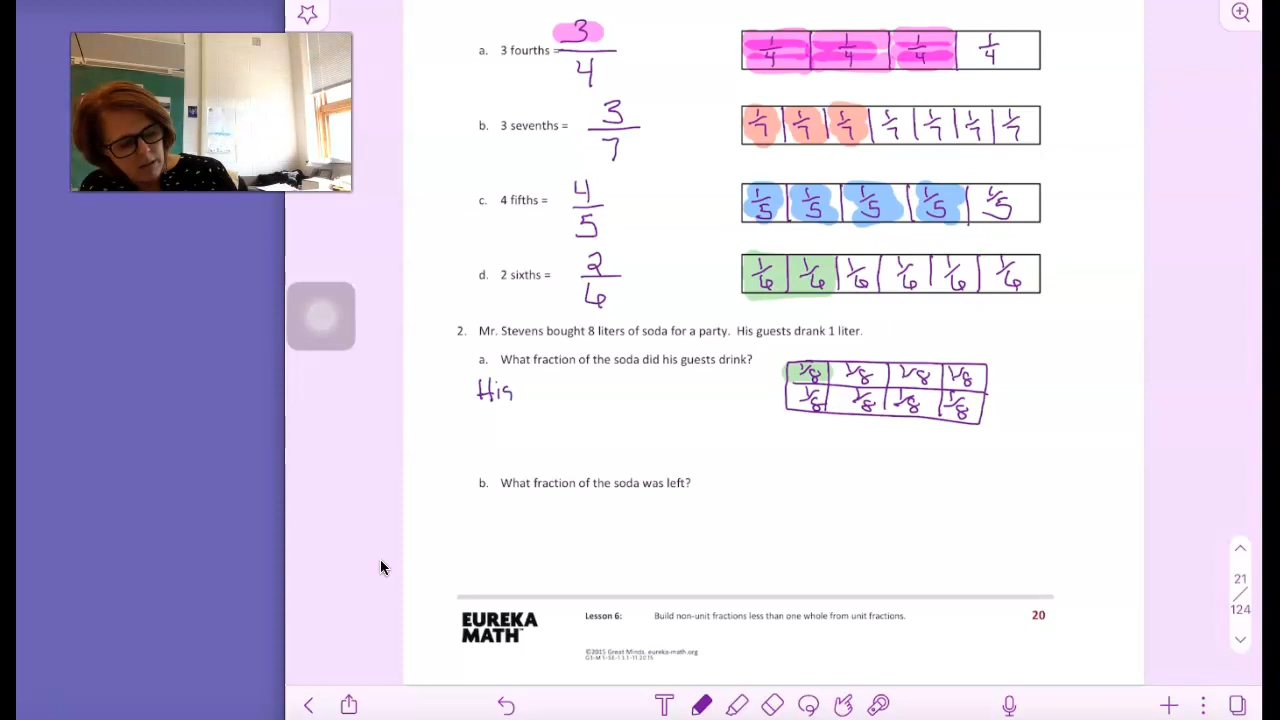 a. 3 fourths = 3/4
1/4 1/4 1/4 1/4
b. 3 sevenths = 3/7
1/7 1/7 1/7 1/7 1/7 1/7 1/7
c. 4 fifths = 4/5
1/5 1/5 1/5 1/5 1/5
d. 2 sixths = 2/6
1/6 1/6 1/6 1/6 1/6 1/6
2. Mr. Stevens bought 8 liters of soda for a party. His guests drank 1 liter.
a. What fraction of the soda did his guests drink?
1/8 1/8 1/8 1/8
His
1/8 1/8 1/8 1/8
b. What fraction of the soda was left?
21
/
124
EUREKA
MATH™
Lesson 6: Build non-unit fractions less than one whole from unit fractions. 20
©2015 Great Minds. eureka-math.org
T